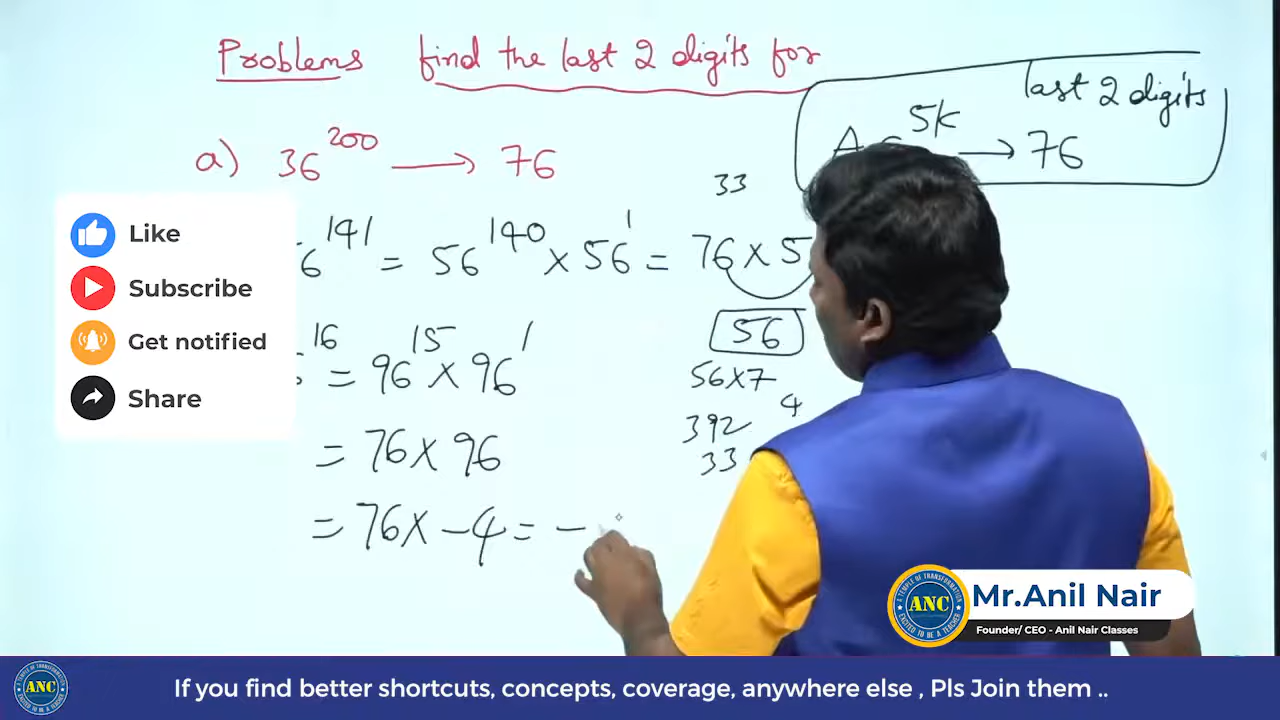 Problems find the last 2 digits for
last 2 digits
5K → 76
a) 36^200 → 76
33
6^141 = 56^140 × 56^1 = 76 × 5
56
56×7
4
392
33
^16 = 96^15 × 96^1
= 76 × 96
= 76 × -4 = -
Like
Subscribe
Get notified
Share
ANC
Mr.Anil Nair
Founder/ CEO - Anil Nair Classes
ANC
If you find better shortcuts, concepts, coverage, anywhere else , Pls Join them ..